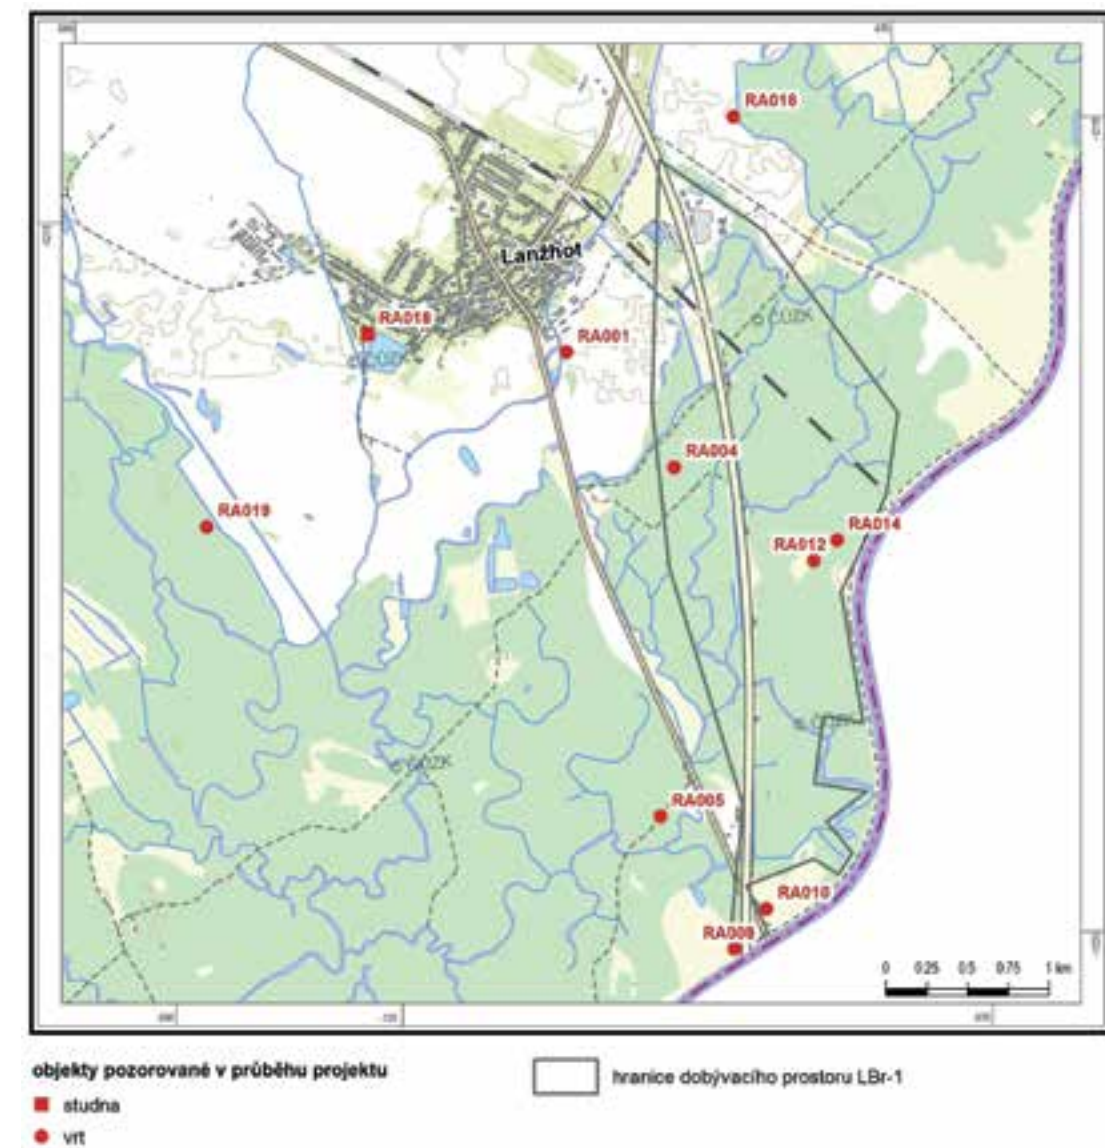 RA016
Lanžhot
RA018
RA001
RA004
RA019
RA014
RA012
RA005
RA010
RA009
0 0.25 0.5 0.75 1 km
objekty pozorované v průběhu projektu
studna
vrt
hranice dobývacího prostoru LBr-1